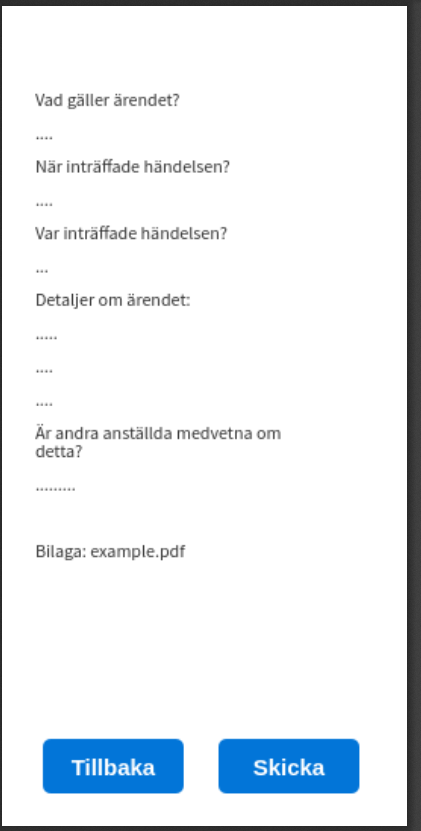 Vad gäller ärendet?
....
När inträffade händelsen?
....
Var inträffade händelsen?
...
Detaljer om ärendet:
.....
....
....
Är andra anställda medvetna om
detta?
.........
Bilaga: example.pdf
Tillbaka
Skicka